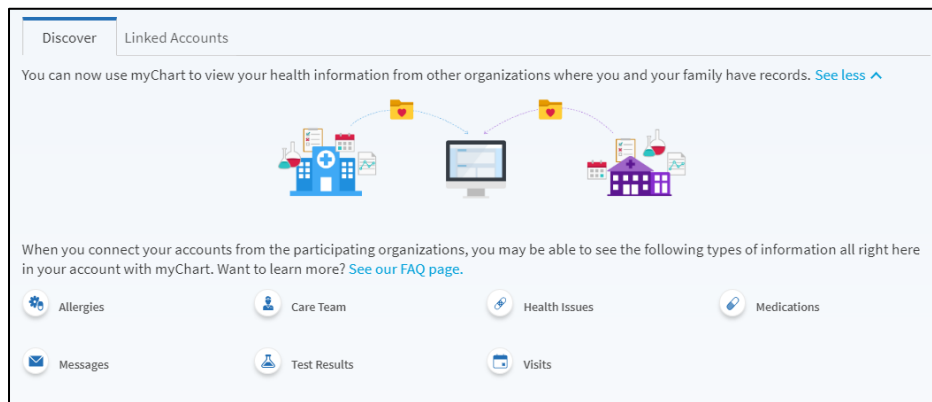 Discover
Linked Accounts
You can now use myChart to view your health information from other organizations where you and your family have records. See less
When you connect your accounts from the participating organizations, you may be able to see the following types of information all right here
in your account with myChart. Want to learn more? See our FAQ page.
Allergies
Care Team
Health Issues
Medications
Messages
Test Results
Visits